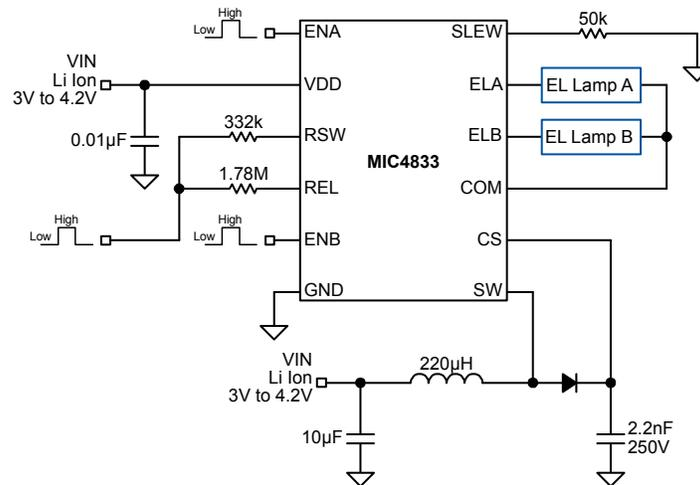 High
Low
ENA
SLEW
50k
VIN
Li Ion
3V to 4.2V
VDD
ELA
EL Lamp A
0.01µF
332k
RSW
ELB
EL Lamp B
MIC4833
1.78M
REL
COM
High
Low
High
Low
ENB
CS
GND
SW
VIN
Li Ion
3V to 4.2V
220µH
10µF
2.2nF
250V